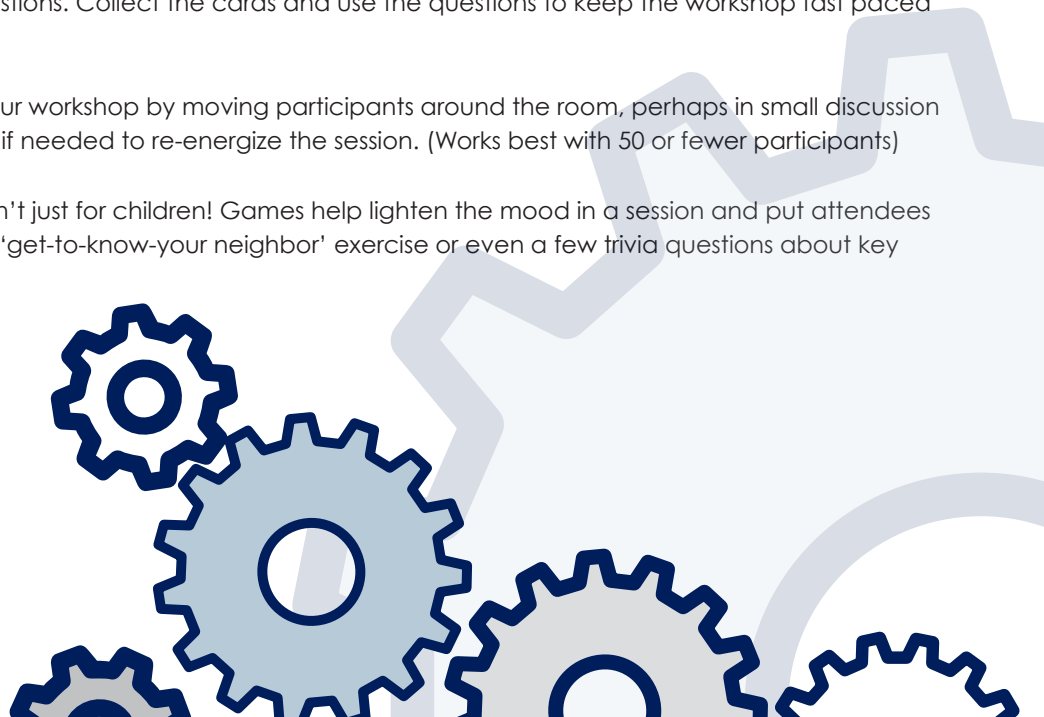 stions. Collect the cards and use the questions to keep the workshop fast paced
ur workshop by moving participants around the room, perhaps in small discussion
if needed to re-energize the session. (Works best with 50 or fewer participants)
n’t just for children! Games help lighten the mood in a session and put attendees
‘get-to-know-your neighbor’ exercise or even a few trivia questions about key